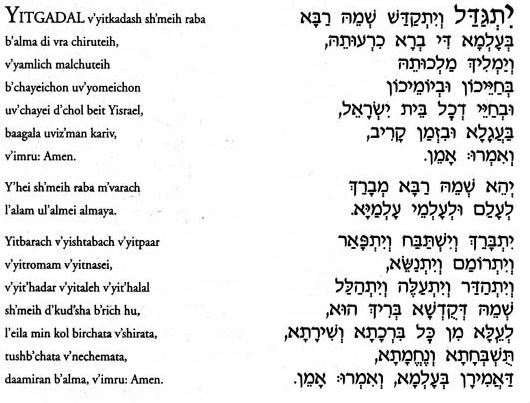 YITGADAL v'yitkadash sh'meih raba
b'alma di vra chiruteih,
v'yamlich malchuteih
b'chayeichon uv'yomeichon
uv'chayei d'chol beit Yisrael,
baagala uviz'man kariv,
v'imru: Amen.
Y'hei sh'meih raba m'varach
l'alam ul'almei almaya.
Yitbarach v'yishtabach v'yitpaar
v'yitromam v'yitnasei,
v'yit'hadar v'yitaleh v'yit'halal
sh'meih d'kud'sha b'rich hu,
l'eila min kol birchata v'shirata,
tushb'chata v'nechemata,
daamiran b'alma, v'imru: Amen.
יִתְגַּדַּל וְיִתְקַדַּשׁ שְׁמֵהּ רַבָּא
בְּעָלְמָא דִּי בְרָא כִרְעוּתֵהּ,
וְיַמְלִיךְ מַלְכוּתֵהּ
בְּחַיֵּיכוֹן וּבְיוֹמֵיכוֹן
וּבְחַיֵּי דְכָל בֵּית יִשְׂרָאֵל,
בַּעֲגָלָא וּבִזְמַן קָרִיב,
וְאִמְרוּ: אָמֵן.
יְהֵא שְׁמֵהּ רַבָּא מְבָרַךְ
לְעָלַם וּלְעָלְמֵי עָלְמַיָּא.
יִתְבָּרַךְ וְיִשְׁתַּבַּח וְיִתְפָּאַר
וְיִתְרוֹמַם וְיִתְנַשֵּׂא,
וְיִתְהַדַּר וְיִתְעַלֶּה וְיִתְהַלַּל
שְׁמֵהּ דְּקֻדְשָׁא בְּרִיךְ הוּא,
לְעֵלָּא מִן כָּל בִּרְכָתָא וְשִׁירָתָא,
תֻּשְׁבְּחָתָא וְנֶחֱמָתָא,
דַּאֲמִירָן בְּעָלְמָא, וְאִמְרוּ: אָמֵן.